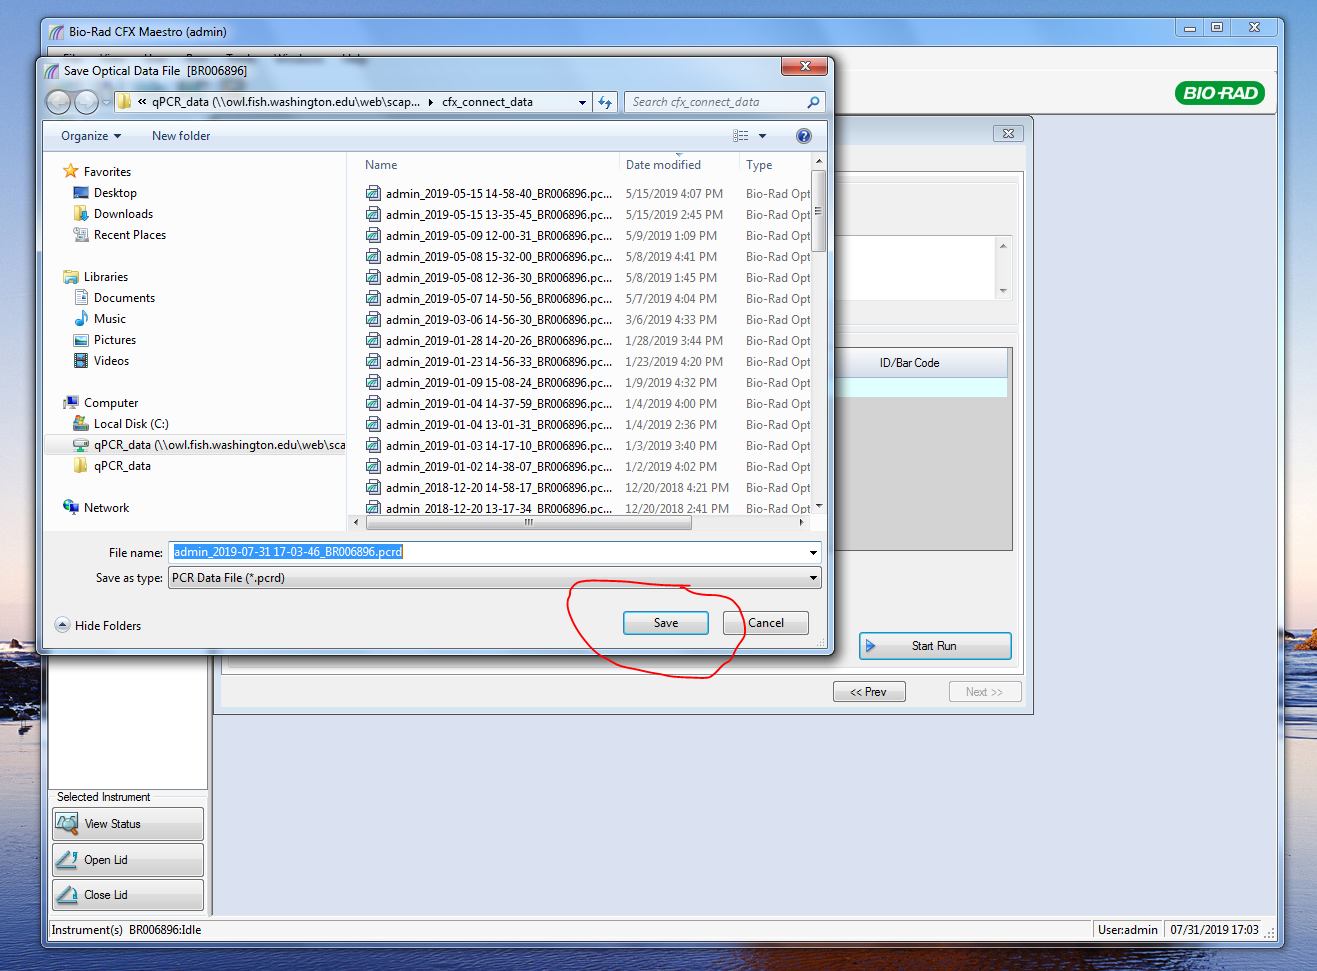 Bio-Rad CFX Maestro (admin)
Save Optical Data File [BR006896]
« qPCR_data (\\owl.fish.washington.edu\web\scap... ▸ cfx_connect_data
Search cfx_connect_data
BIO-RAD
Organize
New folder
Name
Date modified
Type
Favorites
Desktop
Downloads
Recent Places
Libraries
Documents
Music
Pictures
Videos
Computer
Local Disk (C:)
qPCR_data (\\owl.fish.washington.edu\web\sca
qPCR_data
Network
admin_2019-05-15 14-58-40_BR006896.pc... 5/15/2019 4:07 PM Bio-Rad Opt
admin_2019-05-15 13-35-45_BR006896.pc... 5/15/2019 2:45 PM Bio-Rad Opt
admin_2019-05-09 12-00-31_BR006896.pc... 5/9/2019 1:09 PM Bio-Rad Opt
admin_2019-05-08 15-32-00_BR006896.pc... 5/8/2019 4:41 PM Bio-Rad Opt
admin_2019-05-08 12-36-30_BR006896.pc... 5/8/2019 1:45 PM Bio-Rad Opt
admin_2019-05-07 14-50-56_BR006896.pc... 5/7/2019 4:04 PM Bio-Rad Opt
admin_2019-03-06 14-56-30_BR006896.pc... 3/6/2019 4:33 PM Bio-Rad Opt
admin_2019-01-28 14-20-26_BR006896.pc... 1/28/2019 3:44 PM Bio-Rad Opt
admin_2019-01-23 14-56-33_BR006896.pc... 1/23/2019 4:20 PM Bio-Rad Opt
admin_2019-01-09 15-08-24_BR006896.pc... 1/9/2019 4:32 PM Bio-Rad Opt
admin_2019-01-04 14-37-59_BR006896.pc... 1/4/2019 4:00 PM Bio-Rad Opt
admin_2019-01-04 13-01-31_BR006896.pc... 1/4/2019 2:36 PM Bio-Rad Opt
admin_2019-01-03 14-17-10_BR006896.pc... 1/3/2019 3:40 PM Bio-Rad Opt
admin_2019-01-02 14-38-07_BR006896.pc... 1/2/2019 4:02 PM Bio-Rad Opt
admin_2018-12-20 14-58-17_BR006896.pc... 12/20/2018 4:21 PM Bio-Rad Opt
admin_2018-12-20 13-17-34_BR006896.pc... 12/20/2018 2:41 PM Bio-Rad Opt
ID/Bar Code
File name: admin_2019-07-31 17-03-46_BR006896.pcrd
Save as type: PCR Data File (*.pcrd)
Hide Folders
Save
Cancel
Start Run
<< Prev
Next >>
Selected Instrument
View Status
Open Lid
Close Lid
Instrument(s) BR006896:Idle
User:admin
07/31/2019 17:03